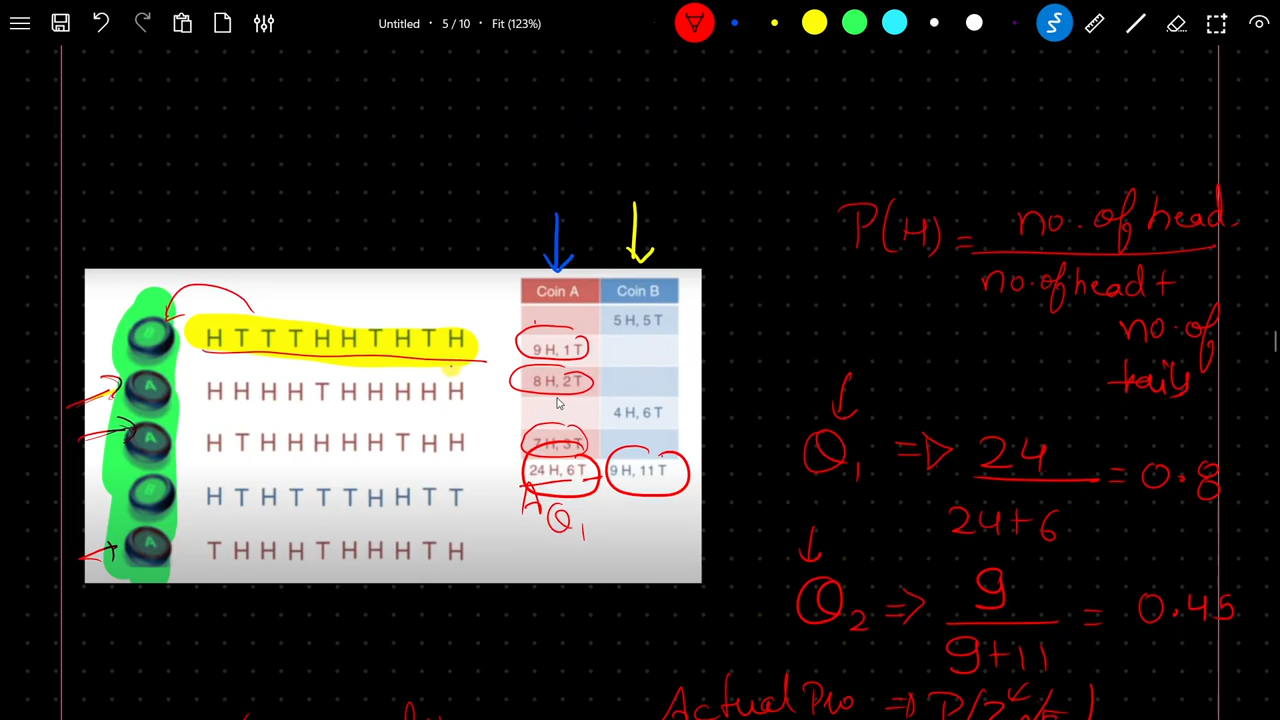 Untitled • 5 / 10 • Fit (123%)
P(H) = no. of head
no. of head + no. of tails
Coin A Coin B
5 H, 5 T
B H T T T H H T H T H
9 H, 1 T
A H H H H T H H H H H
8 H, 2 T
4 H, 6 T
A H T H H H H H T H H
7 H, 3 T
24 H, 6 T 9 H, 11 T
B H T H T T T H H T T
θ1
A T H H H T H H H T H
θ1 => 24
24+6
= 0.8
θ2 => 9
9+11
= 0.45
Actual Pro =>